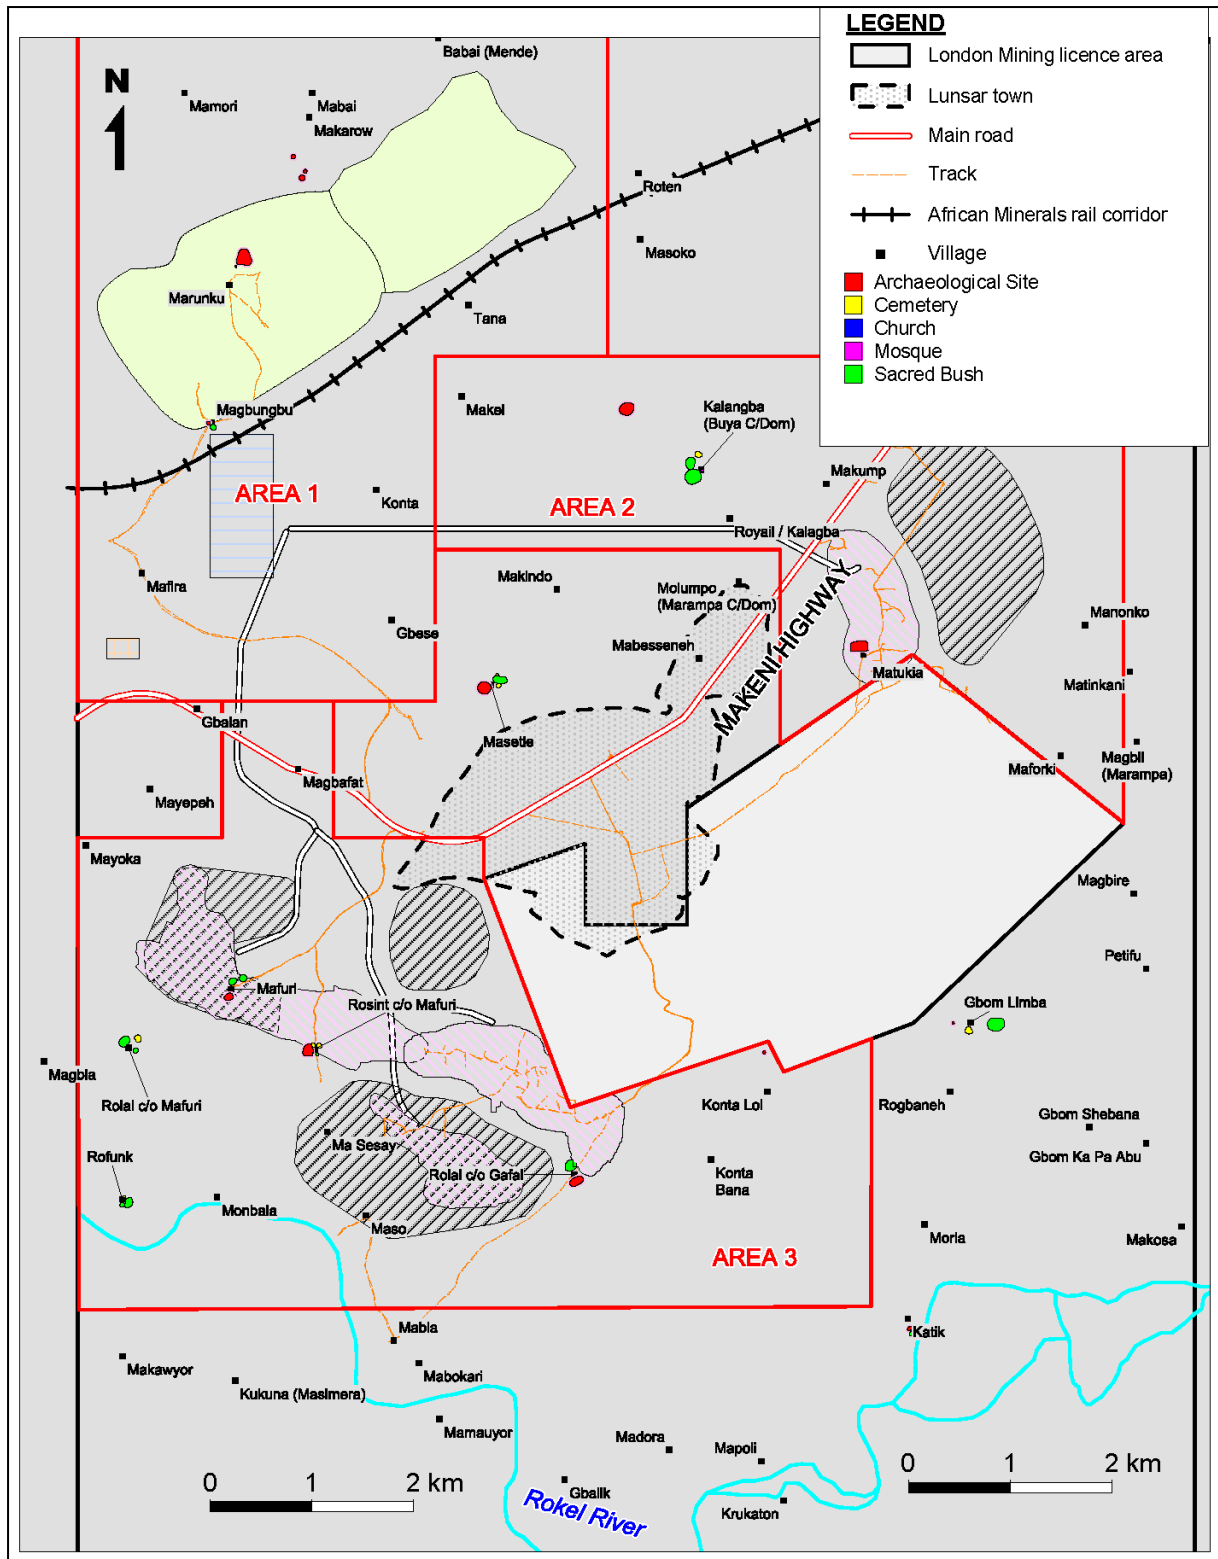 LEGEND
London Mining licence area
Lunsar town
Main road
Track
African Minerals rail corridor
Village
Archaeological Site
Cemetery
Church
Mosque
Sacred Bush
N
Babai (Mende)
Mamori
Mabai
Makarow
Roten
Masoko
Marunku
Tana
Magbungbu
Makel
Kalangba
(Buya C/Dom)
Makump
AREA 1
Konta
AREA 2
Royail / Kalagba
Mafira
Makindo
Molumpo
(Marampa C/Dom)
MAKENI HIGHWAY
Manonko
Gbese
Mabesseneh
Matukia
Matinkani
Gbalan
Masetle
Magbafat
Maforki
Magbil
(Marampa)
Mayepeh
Mayoka
Magbire
Petifu
Mafuri
Rosint c/o Mafuri
Gbom Limba
Magbla
Rolal c/o Mafuri
Konta Lol
Rogbaneh
Gbom Shebana
Ma Sesay
Gbom Ka Pa Abu
Rofunk
Rolal c/o Gafal
Konta
Bana
Monbala
Maso
Moria
Makosa
AREA 3
Mabla
Katik
Makawyor
Mabokari
Kukuna (Masimera)
Mamauyor
Madora
Mapoli
0 1 2 km
0 1 2 km
Gbalik
Krukaton
Rokel River